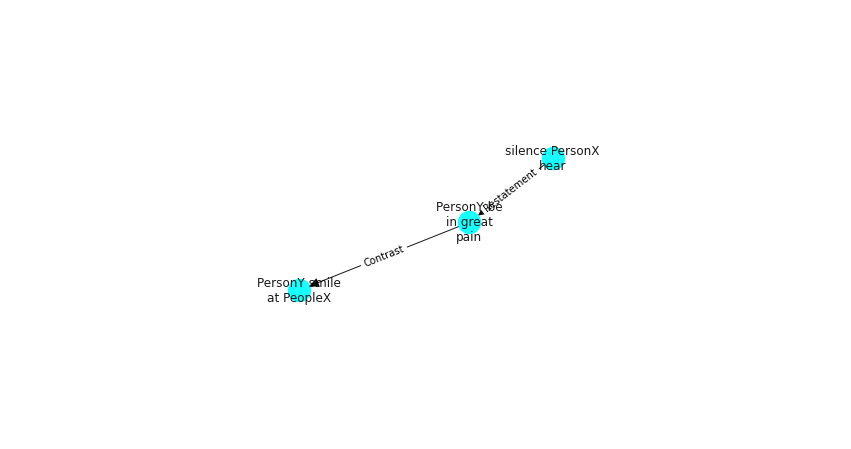 silence PersonX
hear
Restatement
PersonY be
in great
pain
Contrast
PersonY smile
at PeopleX